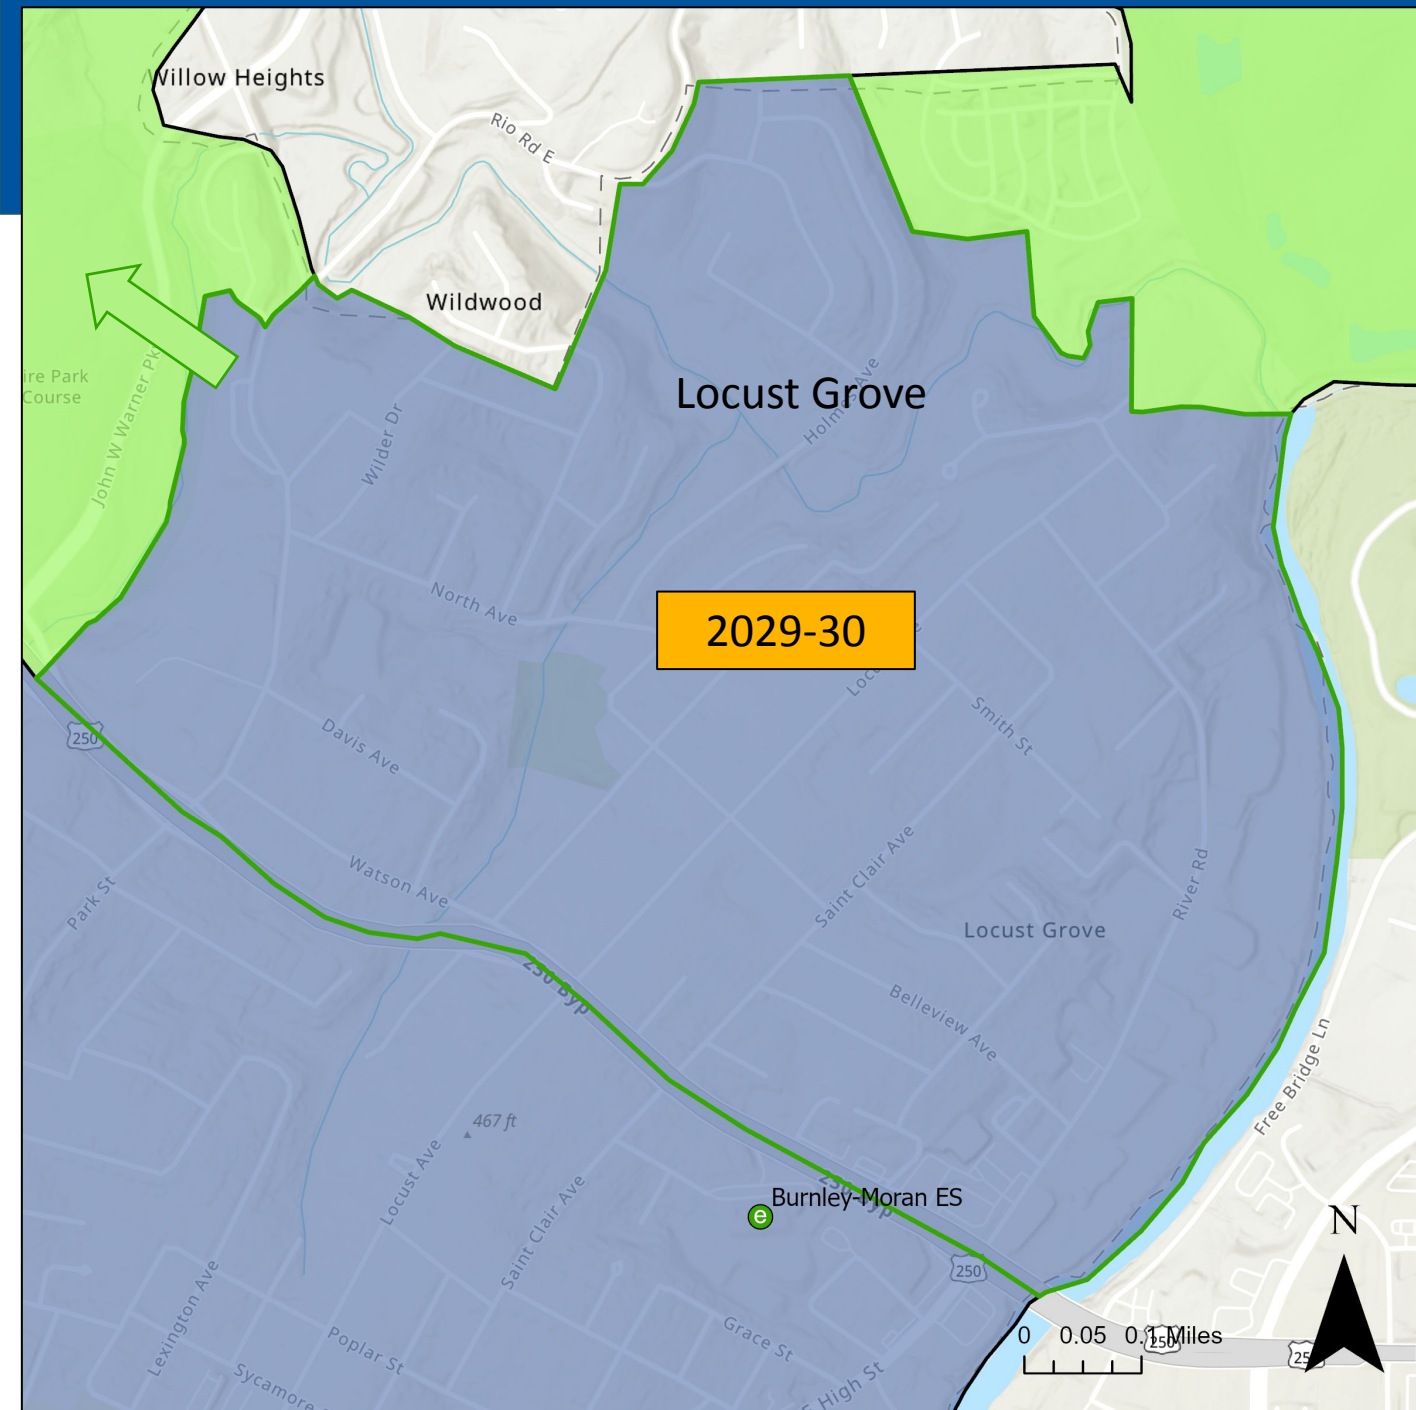 Willow Heights
Rio Rd E
Wildwood
ire Park
Course
John W Warner Pk
Wilder Dr
Locust Grove
Holm Ave
North Ave
2029-30
Smith St
250
Davis Ave
Watson Ave
Park St
Saint Clair Ave
River Rd
Locust Grove
250 Byp
Belleview Ave
Free Bridge Ln
467 ft
Locust Ave
Saint Clair Ave
Burnley-Moran ES
e
N
250
Lexington Ave
Poplar St
Grace St
Sycamore
E High St
0 0.05 0.1 Miles
250